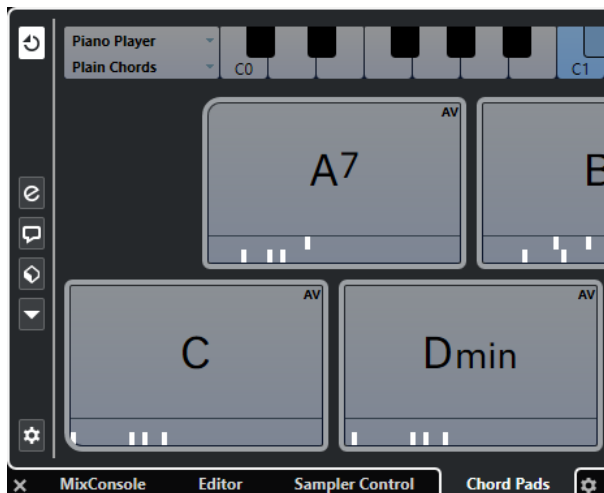 Piano Player
Plain Chords
C0
C1
AV
A7
B
AV
C
AV
Dmin
MixConsole Editor Sampler Control Chord Pads